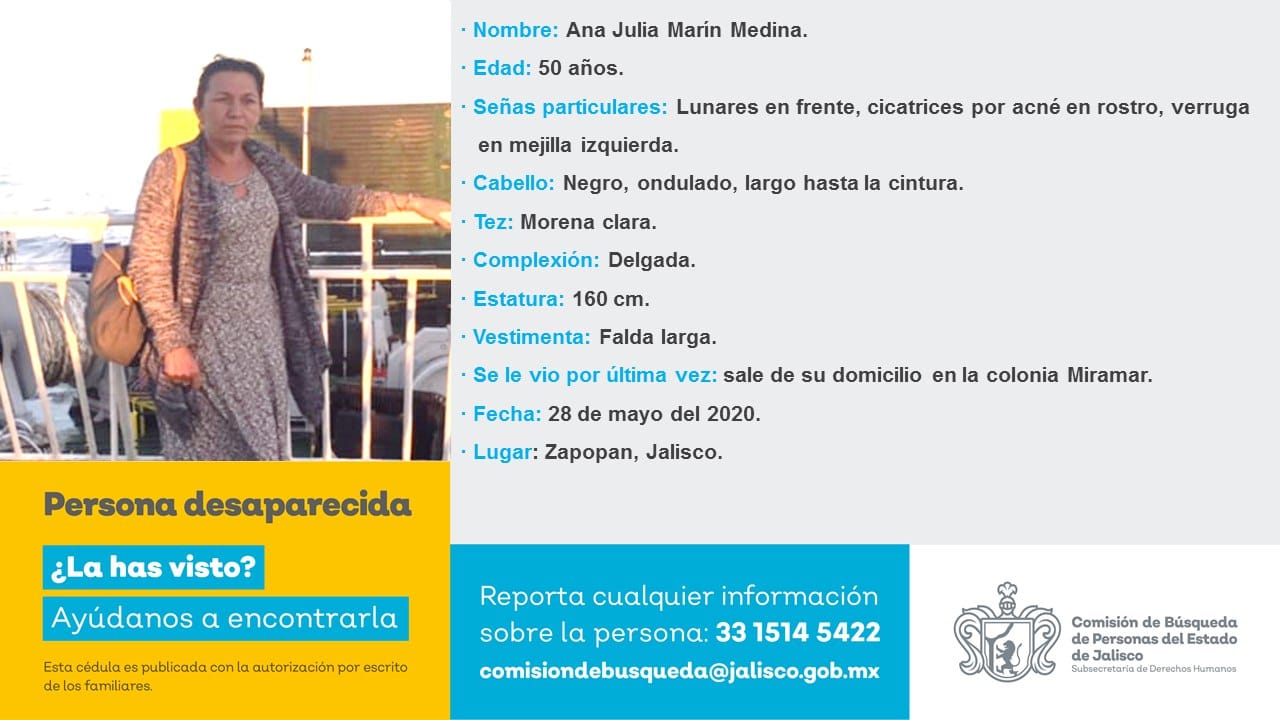 · Nombre: Ana Julia Marín Medina.
· Edad: 50 años.
· Señas particulares: Lunares en frente, cicatrices por acné en rostro, verruga
en mejilla izquierda.
· Cabello: Negro, ondulado, largo hasta la cintura.
· Tez: Morena clara.
· Complexión: Delgada.
· Estatura: 160 cm.
· Vestimenta: Falda larga.
· Se le vio por última vez: sale de su domicilio en la colonia Miramar.
· Fecha: 28 de mayo del 2020.
· Lugar: Zapopan, Jalisco.
Persona desaparecida
¿La has visto?
Ayúdanos a encontrarla
Esta cédula es publicada con la autorización por escrito
de los familiares.
Reporta cualquier información
sobre la persona: 33 1514 5422
comisiondebusqueda@jalisco.gob.mx
Comisión de Búsqueda
de Personas del Estado
de Jalisco
Subsecretaría de Derechos Humanos